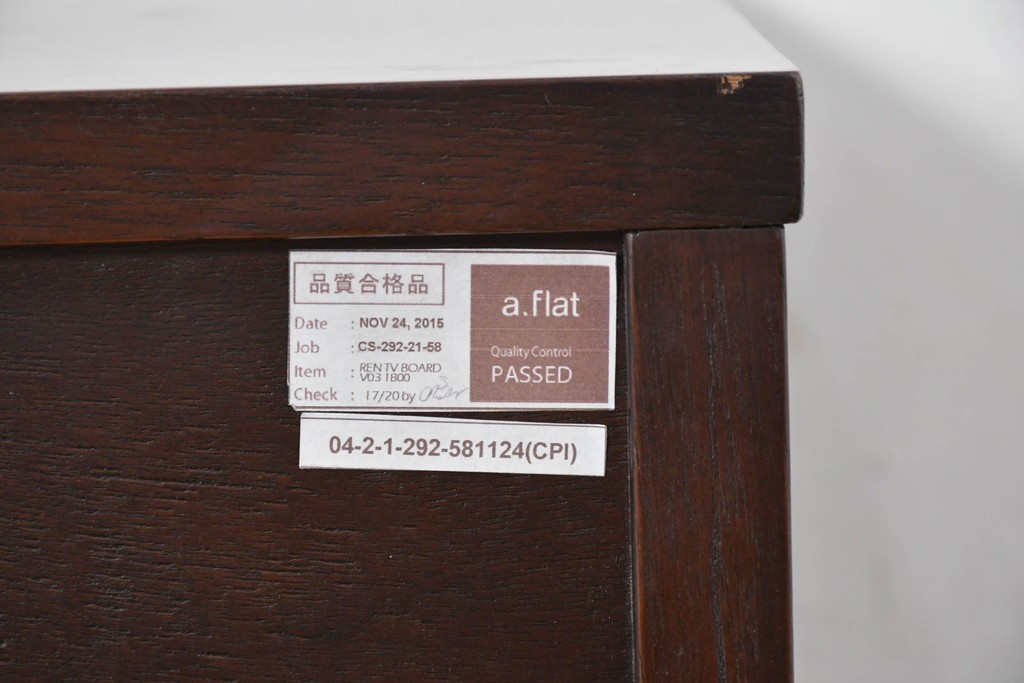 品質合格品
Date : NOV 24, 2015
Job : CS-292-21-58
Item : REN TV BOARD
V03 1800
Check : 17/20 by
a.flat
Quality Control
PASSED
04-2-1-292-581124(CPI)